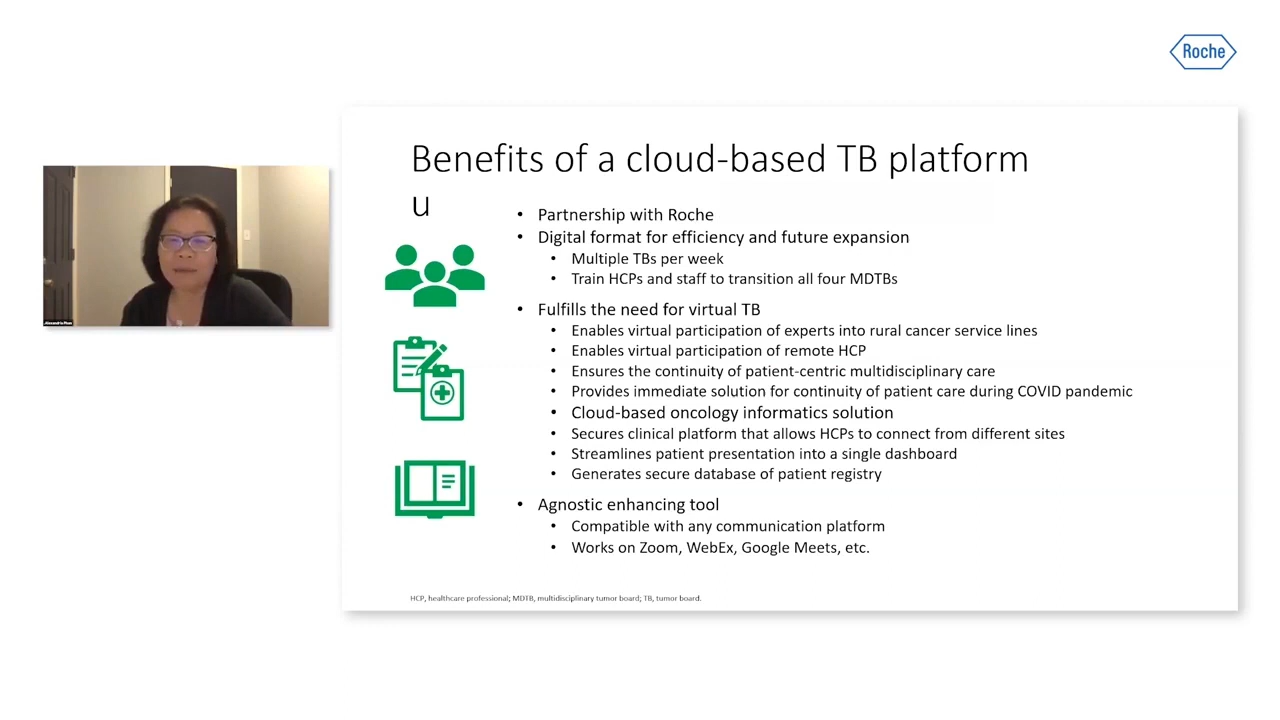 Roche
Benefits of a cloud-based TB platform
u
• Partnership with Roche
• Digital format for efficiency and future expansion
• Multiple TBs per week
• Train HCPs and staff to transition all four MDTBs
• Fulfills the need for virtual TB
• Enables virtual participation of experts into rural cancer service lines
• Enables virtual participation of remote HCP
• Ensures the continuity of patient-centric multidisciplinary care
• Provides immediate solution for continuity of patient care during COVID pandemic
• Cloud-based oncology informatics solution
• Secures clinical platform that allows HCPs to connect from different sites
• Streamlines patient presentation into a single dashboard
• Generates secure database of patient registry
• Agnostic enhancing tool
• Compatible with any communication platform
• Works on Zoom, WebEx, Google Meets, etc.
HCP, healthcare professional; MDTB, multidisciplinary tumor board; TB, tumor board.
Alexandria Phan